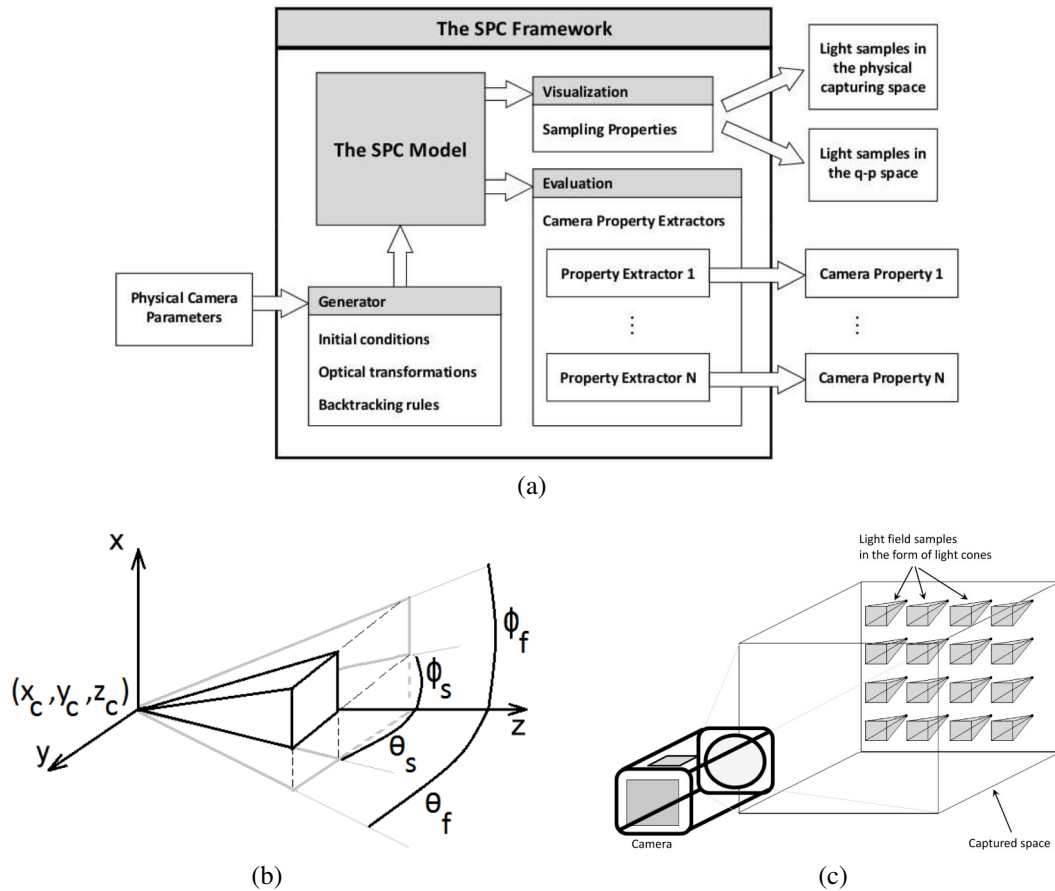 The SPC Framework
The SPC Model
Visualization
Sampling Properties
Light samples in
the physical
capturing space
Light samples in
the q-p space
Evaluation
Camera Property Extractors
Property Extractor 1
⋮
Property Extractor N
Camera Property 1
⋮
Camera Property N
Physical Camera
Parameters
Generator
Initial conditions
Optical transformations
Backtracking rules
(a)
x
(x_c, y_c, z_c)
y
z
ϕ_f
ϕ_s
θ_s
θ_f
(b)
Light field samples
in the form of light cones
Camera
Captured space
(c)